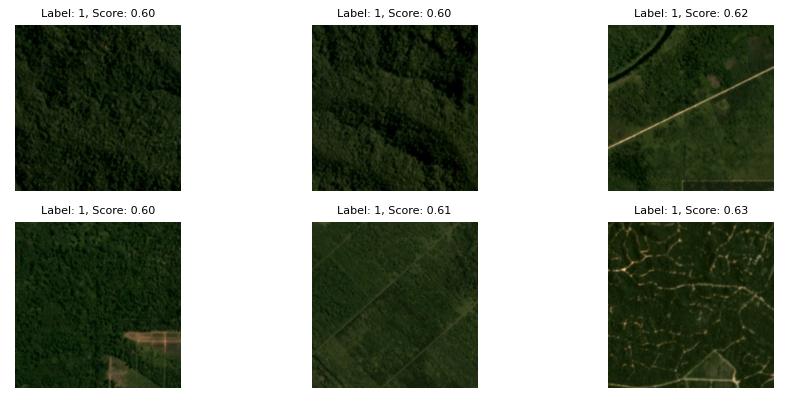 Label: 1, Score: 0.60
Label: 1, Score: 0.60
Label: 1, Score: 0.62
Label: 1, Score: 0.60
Label: 1, Score: 0.61
Label: 1, Score: 0.63